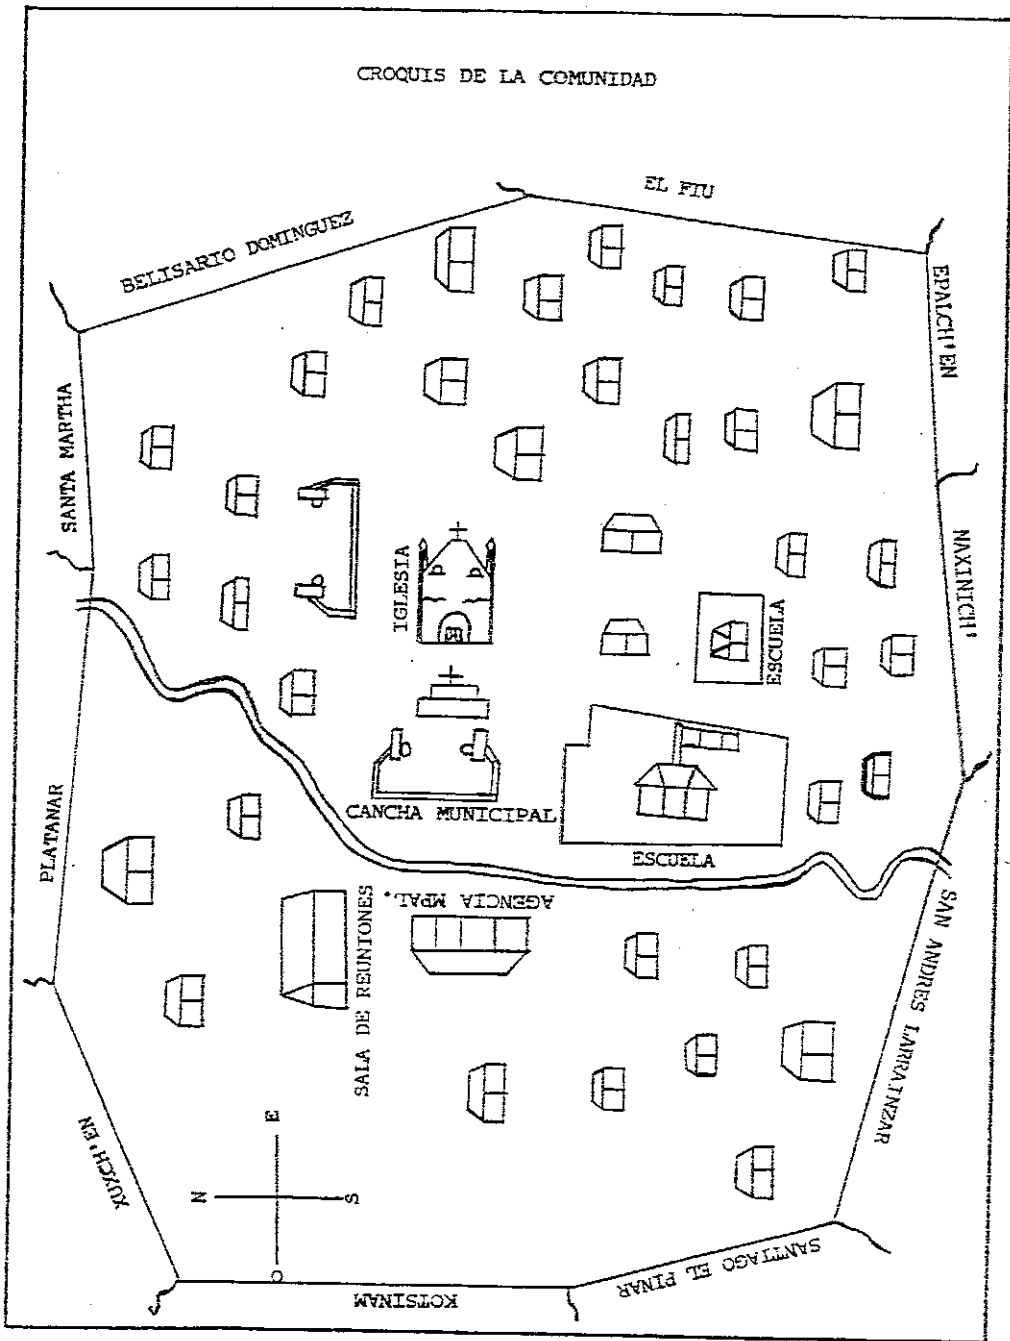 CROQUIS DE LA COMUNIDAD
EL FIU
BELISARIO DOMINGUEZ
EPALCH'EN
SANTA MARTHA
NAXINICH'
IGLESIA
ESCUELA
PLATANAR
CANCHA MUNICIPAL
ESCUELA
AGENCIA MPAL.
SALA DE REUNIONES
SAN ANDRES LARRAINZAR
XUXCH'EN
N
E
S
O
SANTIAGO EL PINAR
KOTSINAM